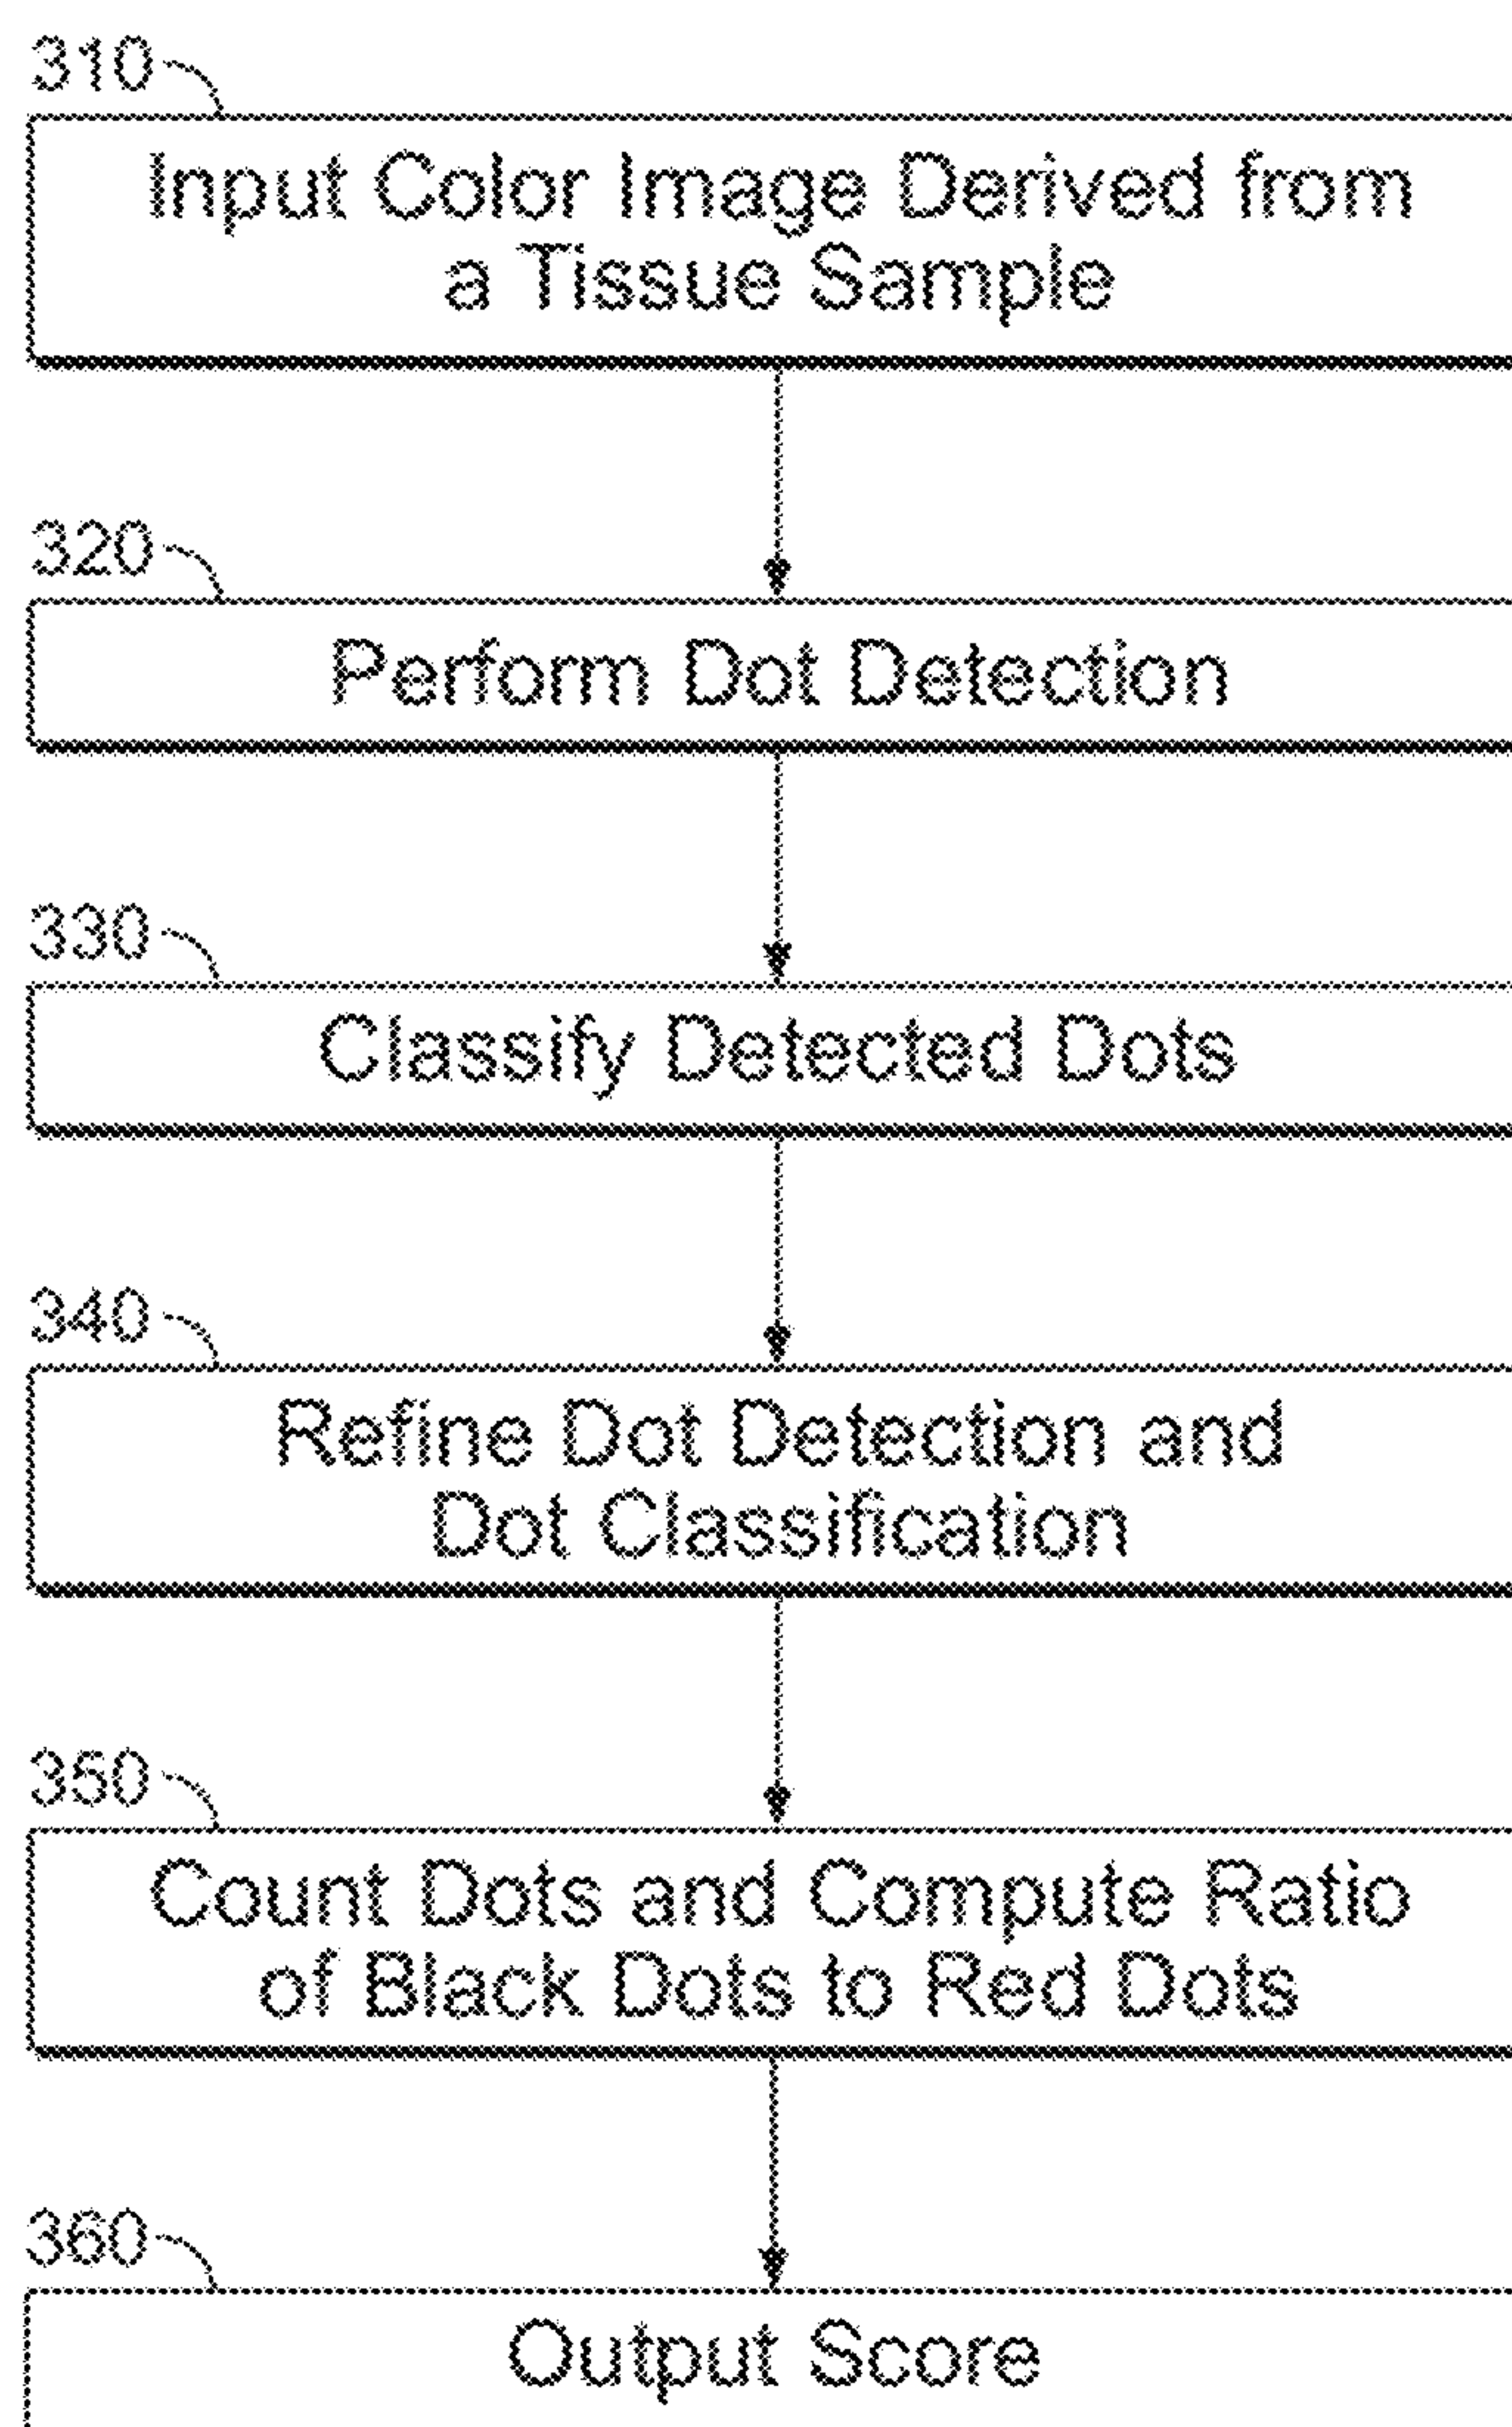 310
Input Color Image Derived from
a Tissue Sample
320
Perform Dot Detection
330
Classify Detected Dots
340
Refine Dot Detection and
Dot Classification
350
Count Dots and Compute Ratio
of Black Dots to Red Dots
360
Output Score